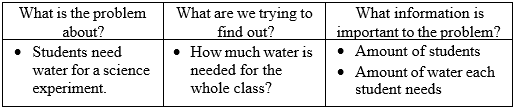 What is the problem
about?
What are we trying to
find out?
What information is
important to the problem?
• Students need
water for a science
experiment.
• How much water is
needed for the
whole class?
• Amount of students
• Amount of water each
student needs